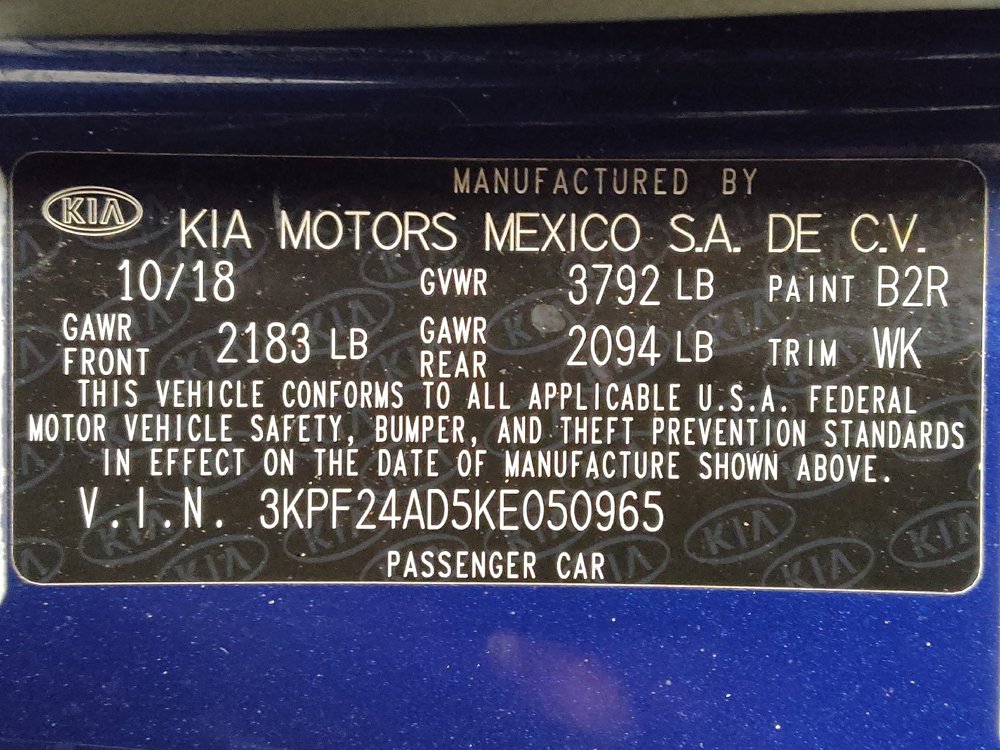 MANUFACTURED BY
KIA KIA MOTORS MEXICO S.A. DE C.V.
10/18 GVWR 3792 LB PAINT B2R
GAWR FRONT 2183 LB GAWR REAR 2094 LB TRIM WK
THIS VEHICLE CONFORMS TO ALL APPLICABLE U.S.A. FEDERAL
MOTOR VEHICLE SAFETY, BUMPER, AND THEFT PREVENTION STANDARDS
IN EFFECT ON THE DATE OF MANUFACTURE SHOWN ABOVE.
V.I.N. 3KPF24AD5KE050965
PASSENGER CAR